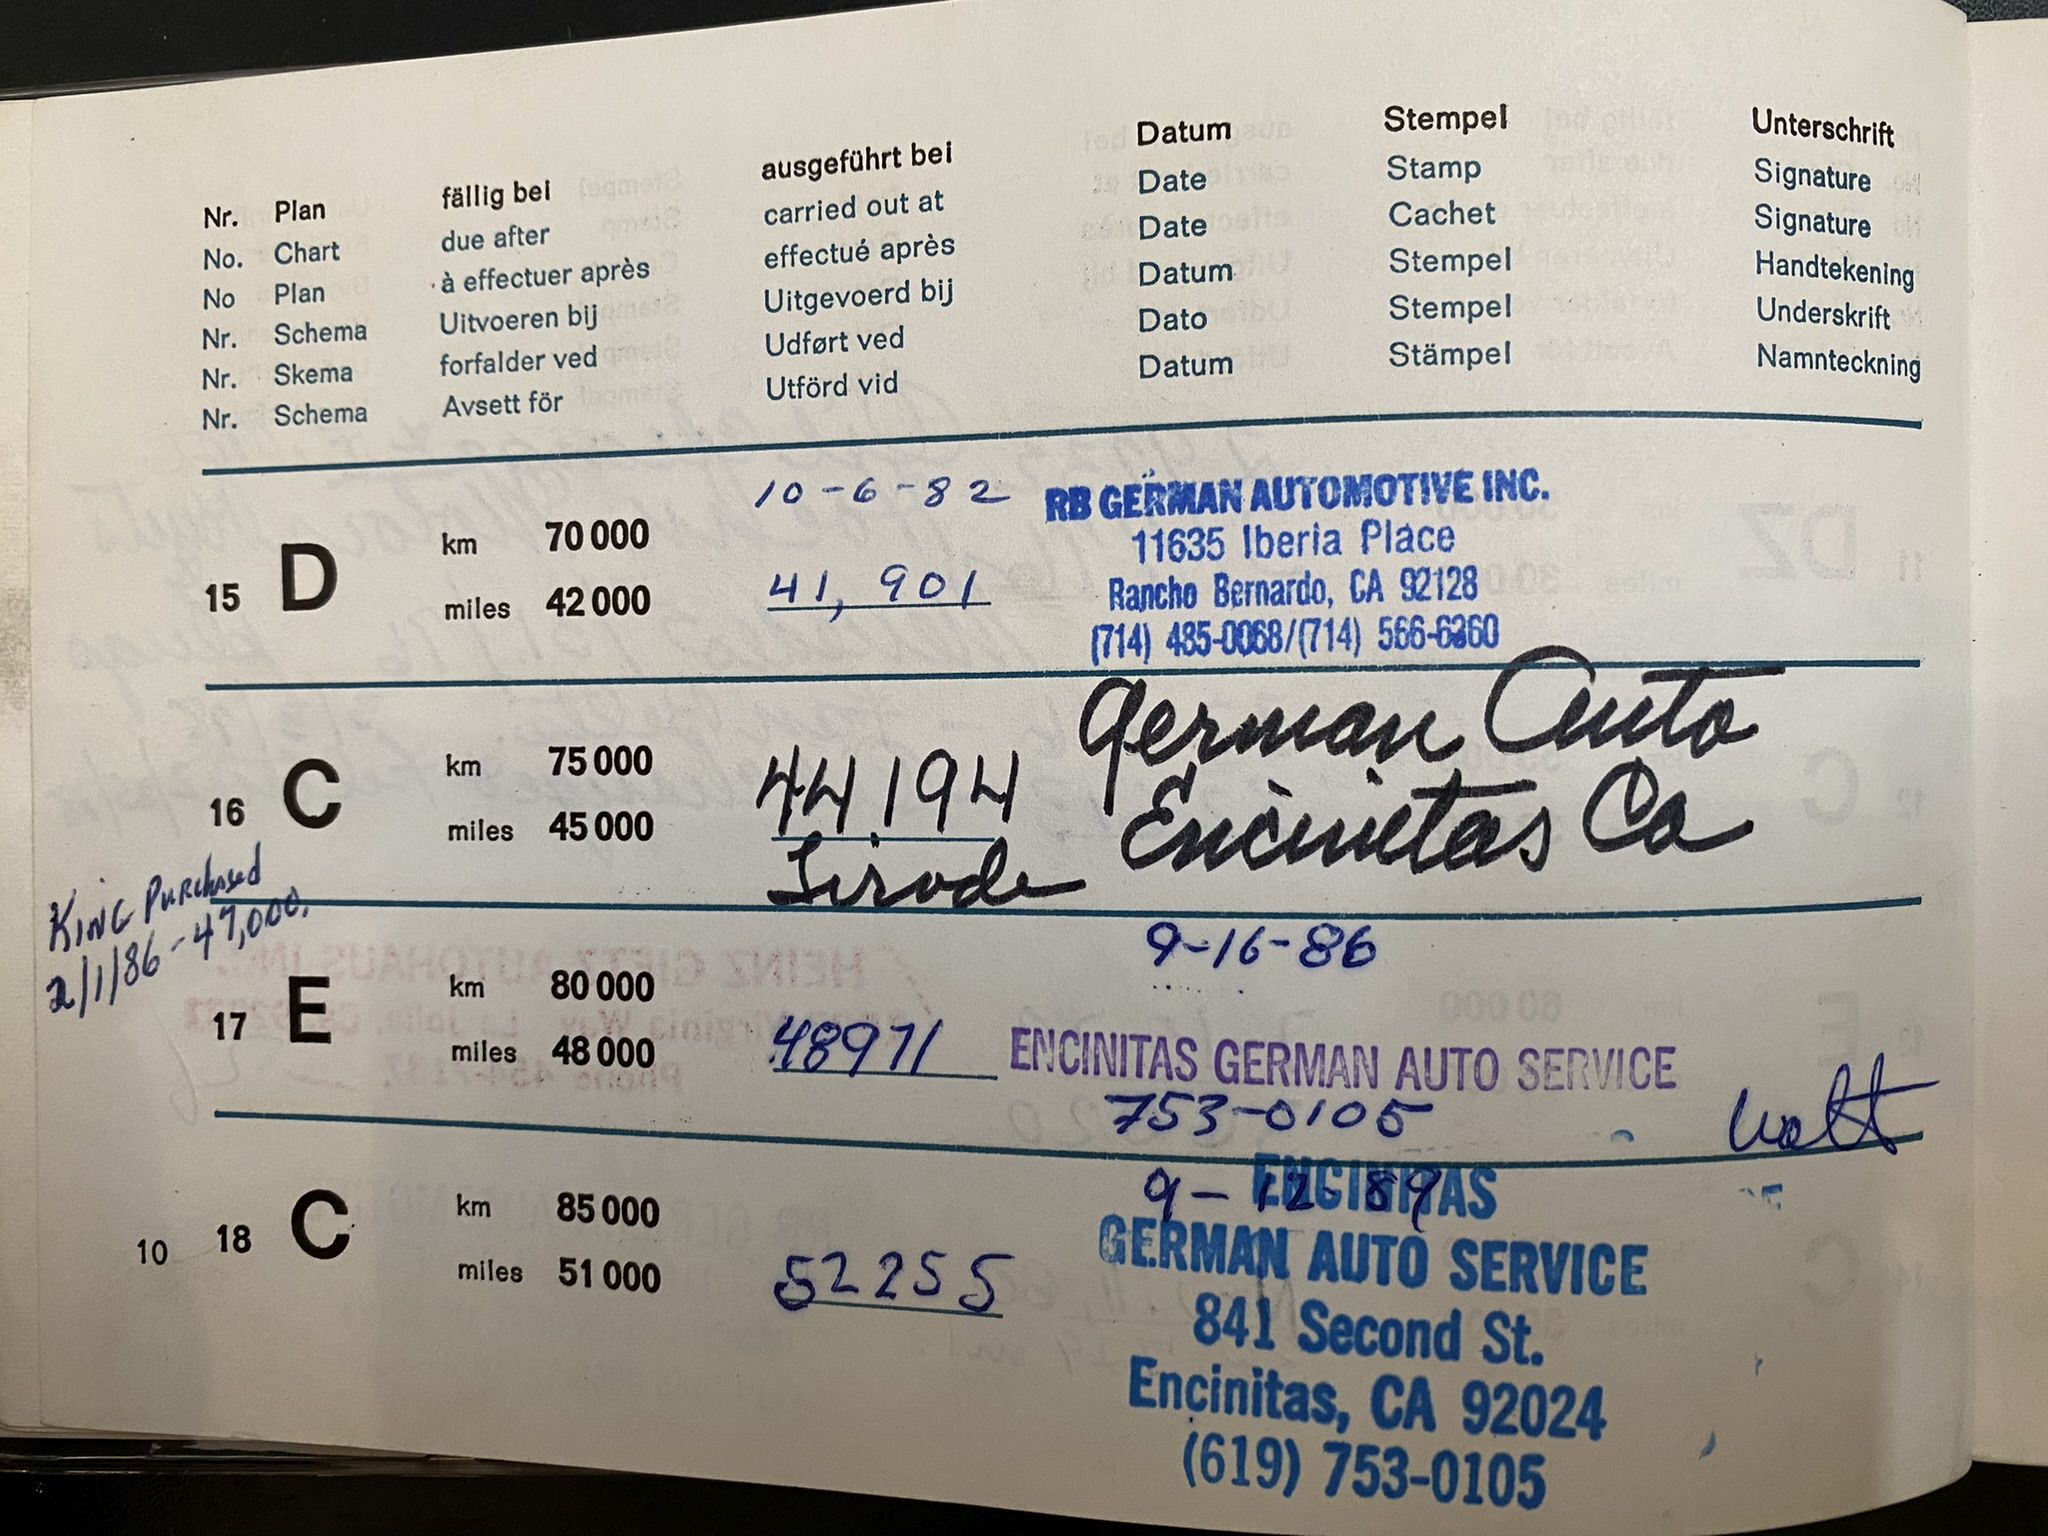 Nr. Plan fällig bei ausgeführt bei Datum Stempel Unterschrift
No. Chart due after carried out at Date Stamp Signature
No Plan à effectuer après effectué après Date Cachet Signature
Nr. Schema Uitvoeren bij Uitgevoerd bij Datum Stempel Handtekening
Nr. Skema forfalder ved Udført ved Dato Stempel Underskrift
Nr. Schema Avsett för Utförd vid Datum Stämpel Namnteckning
10-6-82 RB GERMAN AUTOMOTIVE INC.
km 70 000 11635 Iberia Place
15 D miles 42 000 41,901 Rancho Bernardo, CA 92128
(714) 485-0068/(714) 566-6360
km 75 000 German Auto
16 C miles 45 000 44,194 Encinitas Ca
King Purchased
2/1/86 - 47,000.
9-16-86
km 80 000
17 E miles 48 000 48971 ENCINITAS GERMAN AUTO SERVICE
753-0105
9-12-89 ENCINITAS
km 85 000 GERMAN AUTO SERVICE
10 18 C miles 51 000 52255 841 Second St.
Encinitas, CA 92024
(619) 753-0105